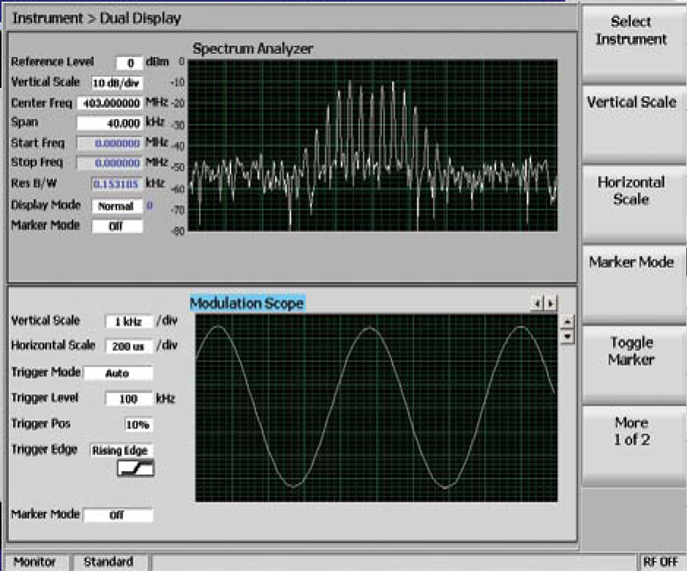 Instrument > Dual Display
Spectrum Analyzer
Reference Level 0 dBm
Vertical Scale 10 dB/div
Center Freq 403.000000 MHz
Span 40.000 kHz
Start Freq 0.000000 MHz
Stop Freq 0.000000 MHz
Res B/W 0.153105 kHz
Display Mode Normal 0
Marker Mode Off
0
-10
-20
-30
-40
-50
-60
-70
-80
Modulation Scope
Vertical Scale 1 kHz /div
Horizontal Scale 200 us /div
Trigger Mode Auto
Trigger Level 100 kHz
Trigger Pos 10%
Trigger Edge Rising Edge
Marker Mode Off
Select
Instrument
Vertical Scale
Horizontal
Scale
Marker Mode
Toggle
Marker
More
1 of 2
Monitor Standard RF OFF